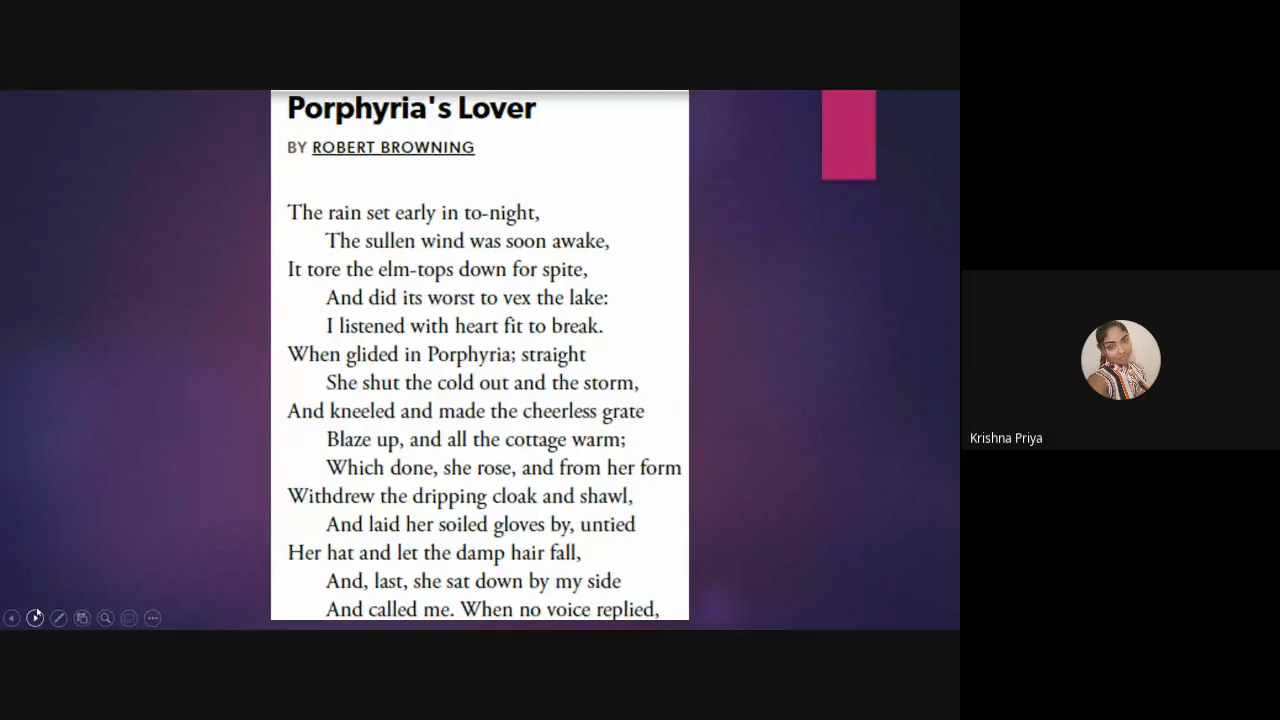 Porphyria's Lover
BY ROBERT BROWNING
The rain set early in to-night,
The sullen wind was soon awake,
It tore the elm-tops down for spite,
And did its worst to vex the lake:
I listened with heart fit to break.
When glided in Porphyria; straight
She shut the cold out and the storm,
And kneeled and made the cheerless grate
Blaze up, and all the cottage warm;
Which done, she rose, and from her form
Withdrew the dripping cloak and shawl,
And laid her soiled gloves by, untied
Her hat and let the damp hair fall,
And, last, she sat down by my side
And called me. When no voice replied,
Krishna Priya